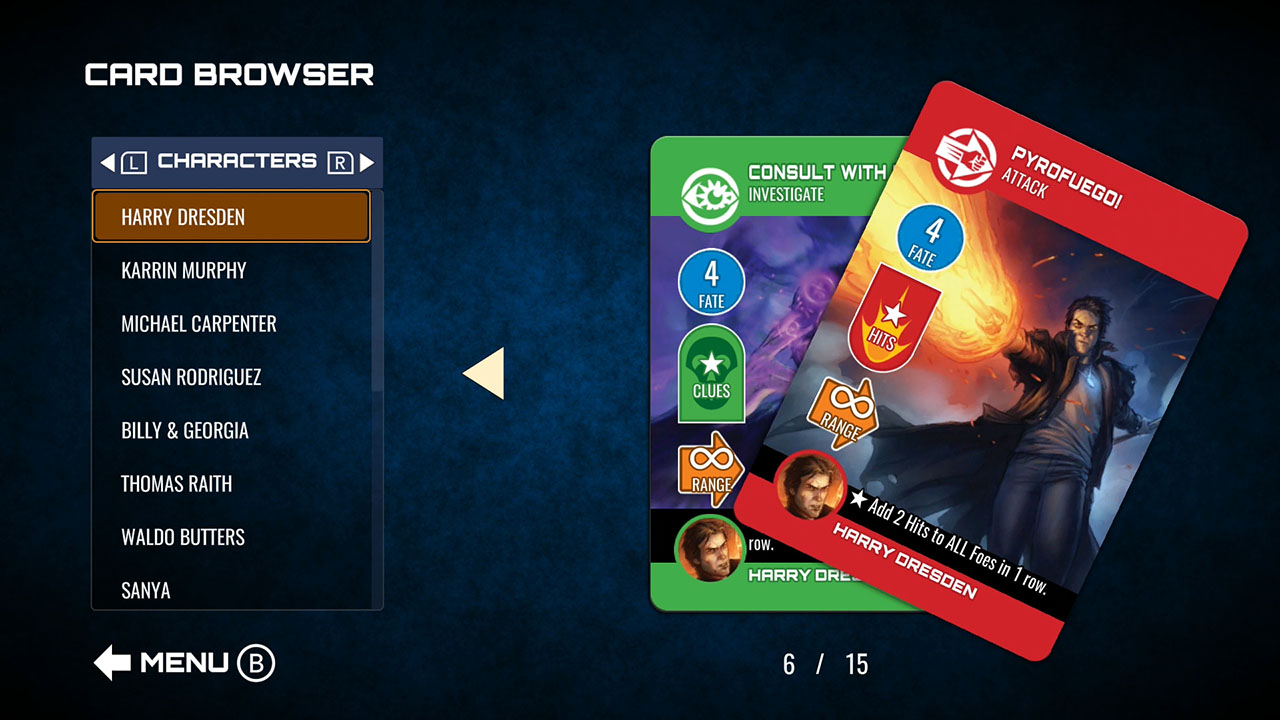 CARD BROWSER
L CHARACTERS R
HARRY DRESDEN
KARRIN MURPHY
MICHAEL CARPENTER
SUSAN RODRIGUEZ
BILLY & GEORGIA
THOMAS RAITH
WALDO BUTTERS
SANYA
MENU B
CONSULT WITH
INVESTIGATE
4
FATE
CLUES
∞
RANGE
row.
HARRY
PYROFUEGO!
ATTACK
4
FATE
HITS
∞
RANGE
★ Add 2 Hits to ALL Foes in 1 row.
HARRY DRESDEN
6 / 15